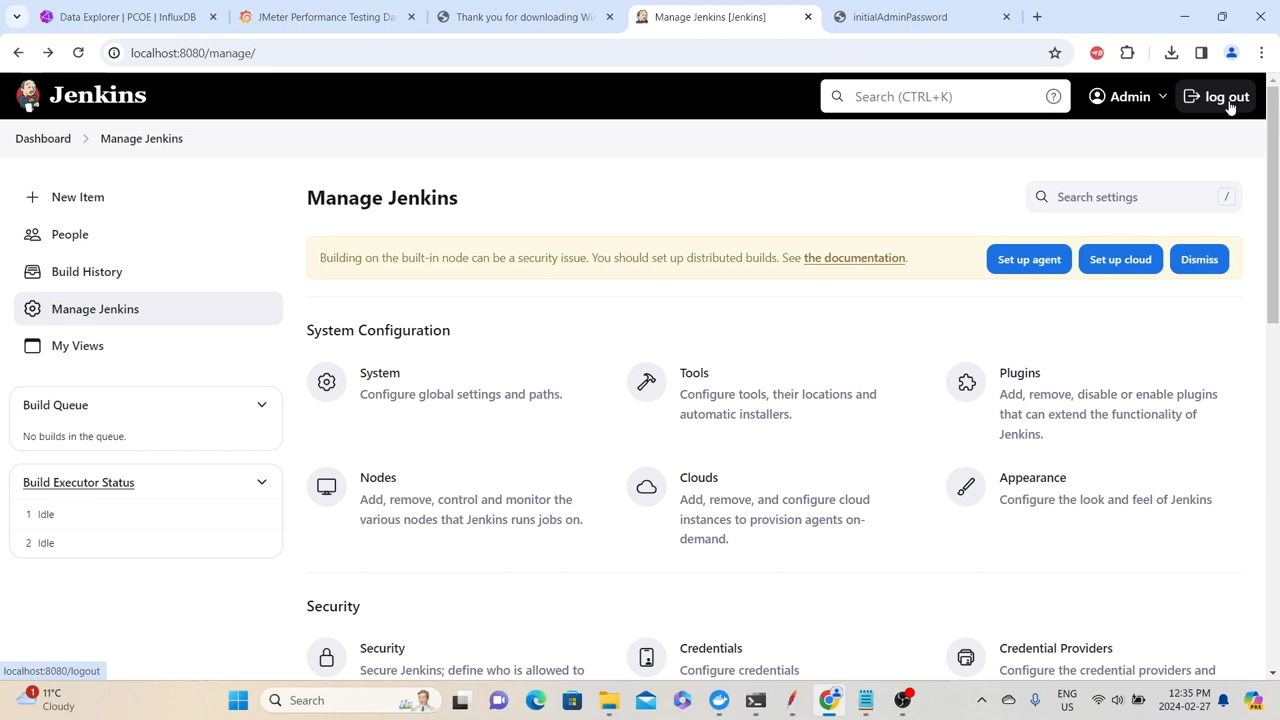 Data Explorer | PCOE | InfluxDB
JMeter Performance Testing Da
Thank you for downloading Wi
Manage Jenkins [Jenkins]
initialAdminPassword
localhost:8080/manage/
Jenkins
Search (CTRL+K)
Admin
log out
Dashboard
Manage Jenkins
New Item
People
Build History
Manage Jenkins
My Views
Build Queue
No builds in the queue.
Build Executor Status
1 Idle
2 Idle
Manage Jenkins
Search settings
/
Building on the built-in node can be a security issue. You should set up distributed builds. See the documentation.
Set up agent
Set up cloud
Dismiss
System Configuration
System
Configure global settings and paths.
Tools
Configure tools, their locations and
automatic installers.
Plugins
Add, remove, disable or enable plugins
that can extend the functionality of
Jenkins.
Nodes
Add, remove, control and monitor the
various nodes that Jenkins runs jobs on.
Clouds
Add, remove, and configure cloud
instances to provision agents on-
demand.
Appearance
Configure the look and feel of Jenkins
Security
Security
Secure Jenkins; define who is allowed to
Credentials
Configure credentials
Credential Providers
Configure the credential providers and
localhost:8080/logout
1
11°C
Cloudy
Search
ENG
US
12:35 PM
2024-02-27
PRE